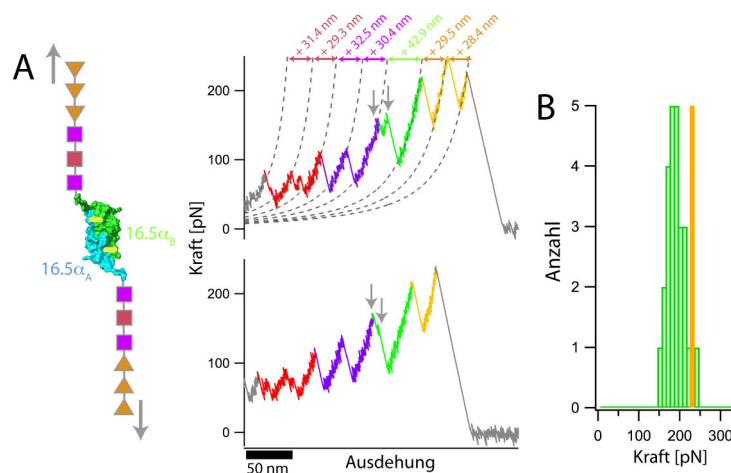 A
16.5α_B
16.5α_A
+ 31.4 nm
+ 29.3 nm
+ 32.5 nm
+ 30.4 nm
+ 42.9 nm
+ 29.5 nm
+ 28.4 nm
200
100
0
Kraft [pN]
200
100
0
50 nm
Ausdehung
B
5
4
3
2
1
0
Anzahl
0 100 200 300
Kraft [pN]